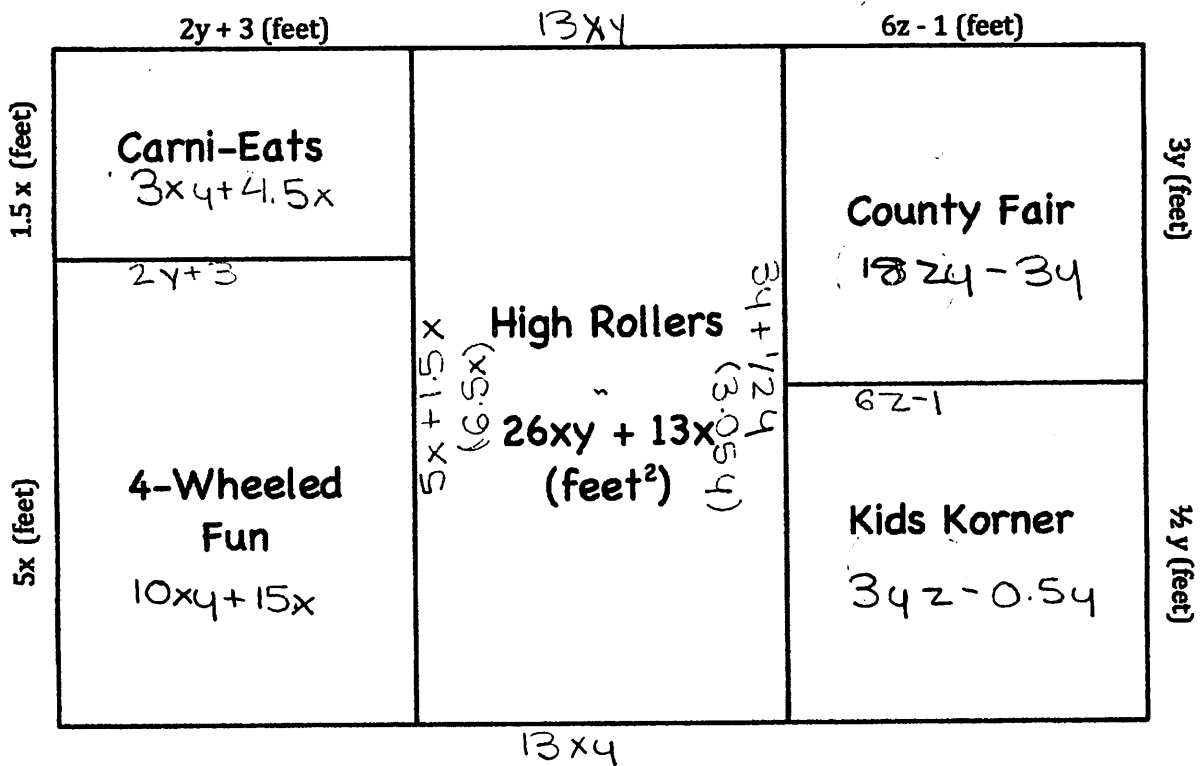 2y + 3 (feet)
13xy
6z - 1 (feet)
1.5 x (feet)
Carni-Eats
3xy+4.5x
2y+3
5x (feet)
4-Wheeled
Fun
10xy+15x
5x+1.5x
(6.5x)
High Rollers
26xy + 13x
(feet²)
3y+1/2y
(3.05y)
13xy
County Fair
18zy-3y
3y (feet)
6z-1
Kids Korner
3yz-0.5y
½ y (feet)